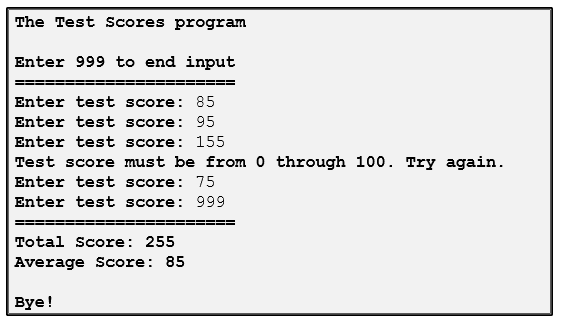 The Test Scores program
Enter 999 to end input
======================
Enter test score: 85
Enter test score: 95
Enter test score: 155
Test score must be from 0 through 100. Try again.
Enter test score: 75
Enter test score: 999
======================
Total Score: 255
Average Score: 85
Bye!